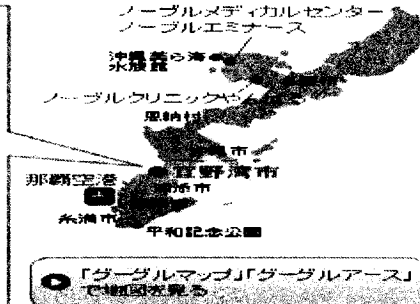 ノーブルメディカルセンター
ノーブルエミナース
沖縄美ら海
水族館
ノーブルクリニックやんばる
恩納村
宜野湾市
那覇空港
糸満市
平和記念公園
「グーグルマップ」「グーグルアース」
で地図を見る